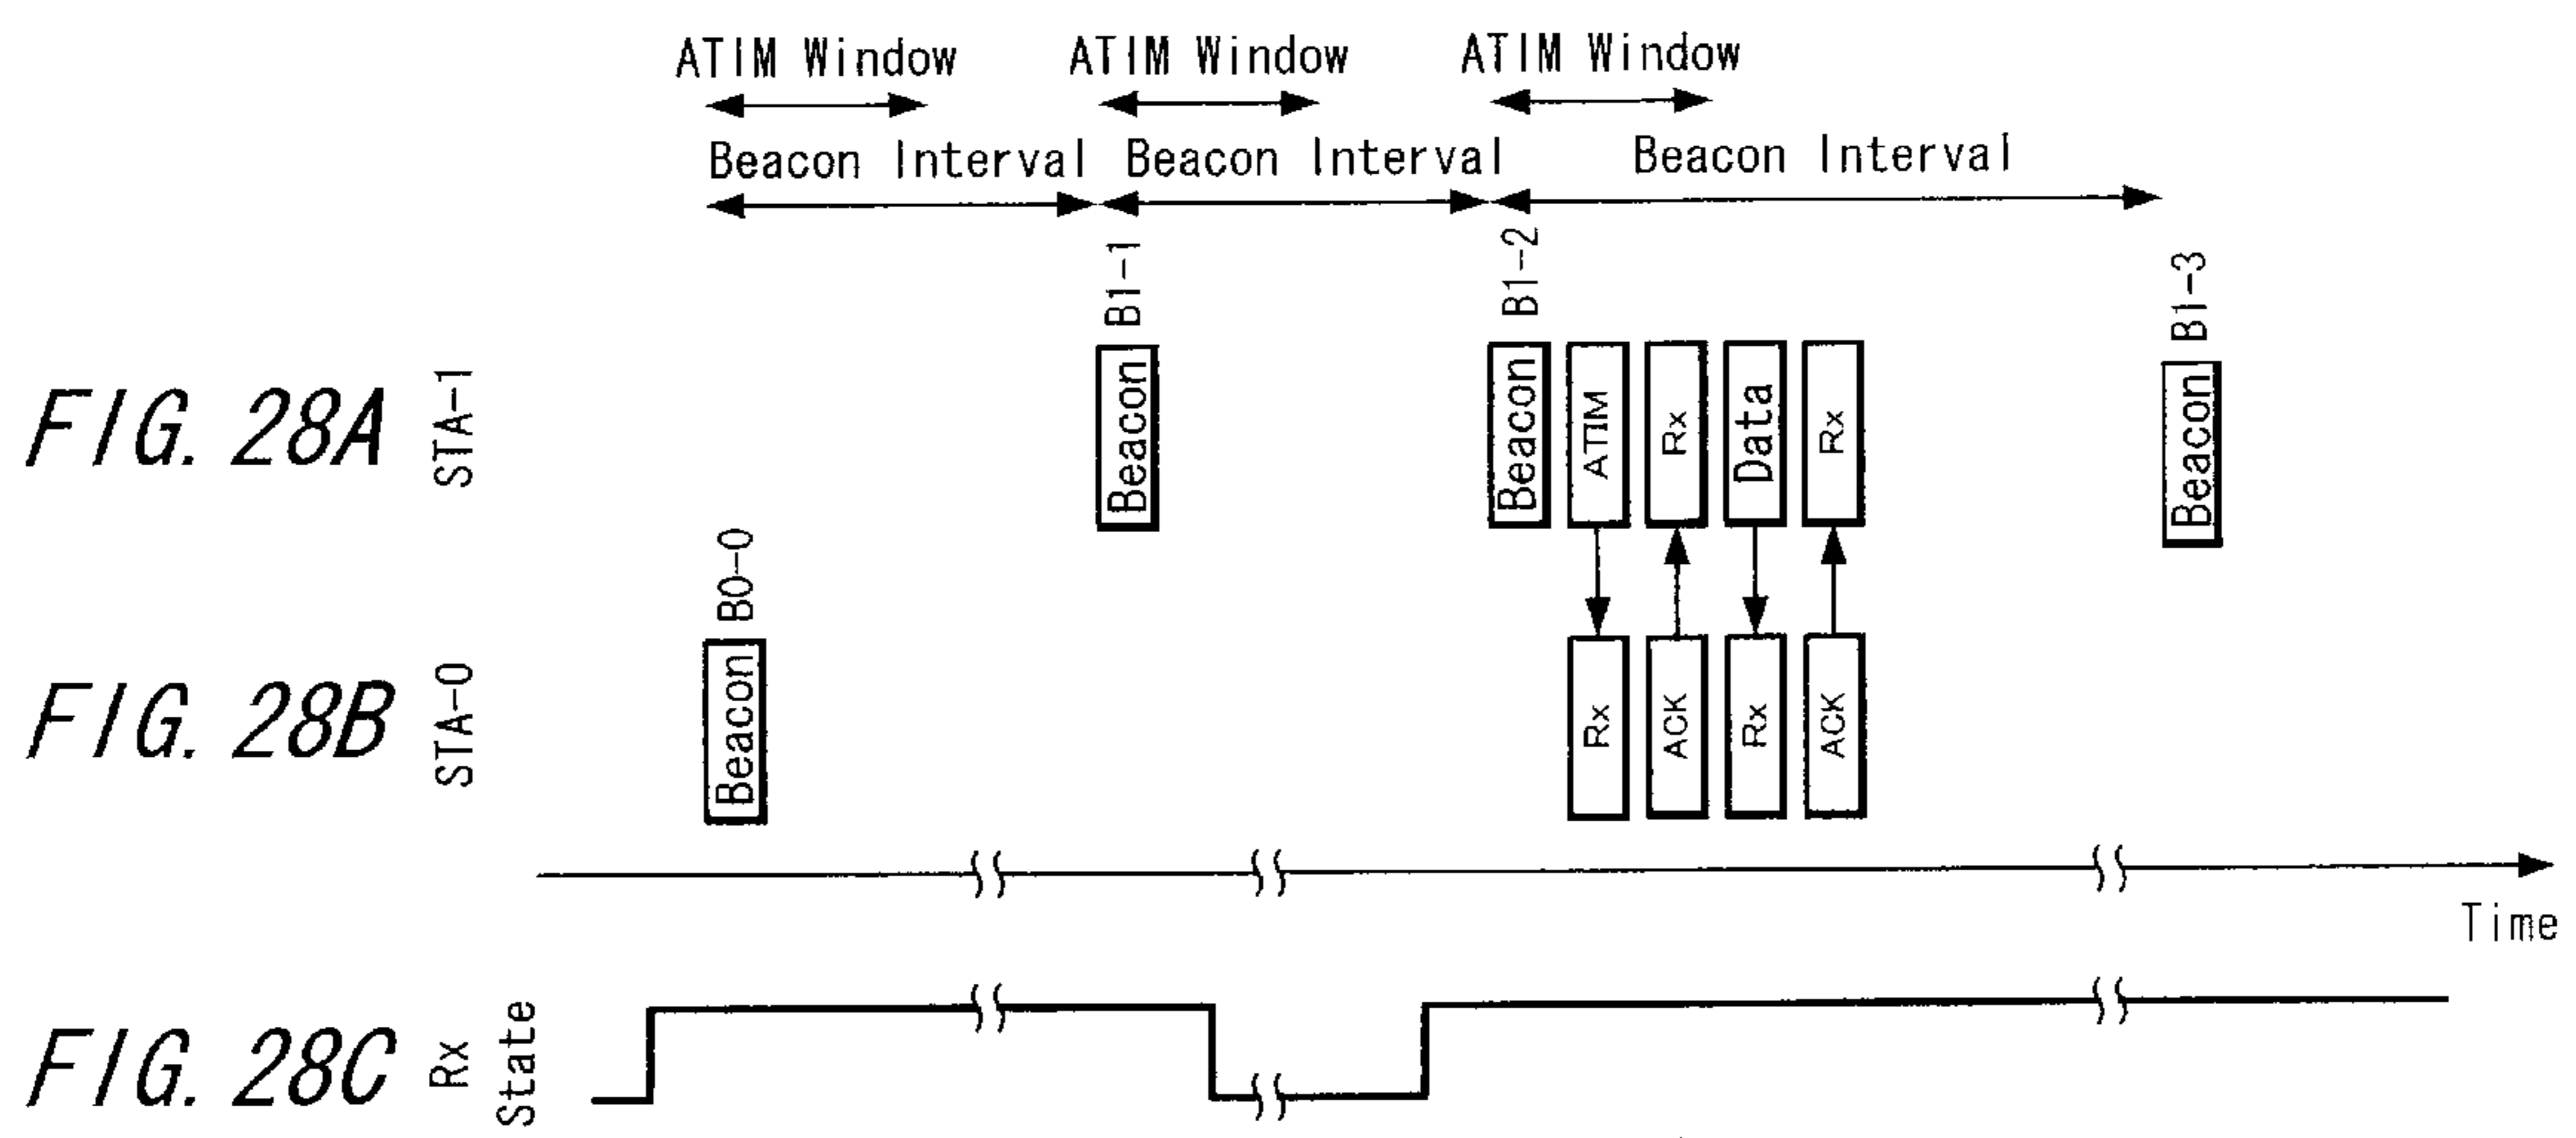 ATIM Window ATIM Window ATIM Window
Beacon Interval Beacon Interval Beacon Interval
B1-1
B1-2
B1-3
FIG. 28A
STA-1
Beacon
Beacon
ATIM
Rx
Data
Rx
Beacon
B0-0
FIG. 28B
STA-0
Beacon
Rx
ACK
Rx
ACK
Time
FIG. 28C
Rx
State